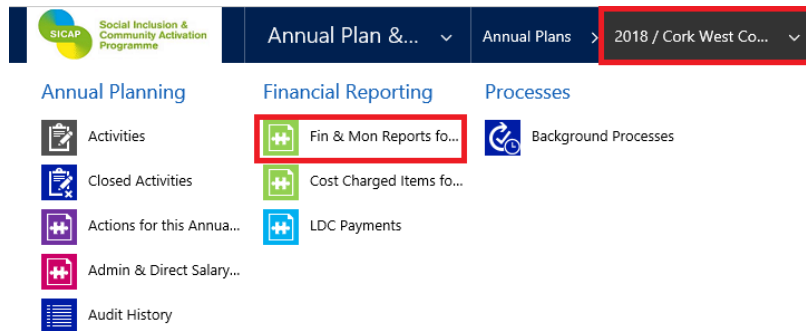 SICAP
Social Inclusion &
Community Activation
Programme
Annual Plan &...
Annual Plans
2018 / Cork West Co...
Annual Planning
Financial Reporting
Processes
Activities
Fin & Mon Reports fo...
Background Processes
Closed Activities
Cost Charged Items fo...
Actions for this Annua...
LDC Payments
Admin & Direct Salary...
Audit History